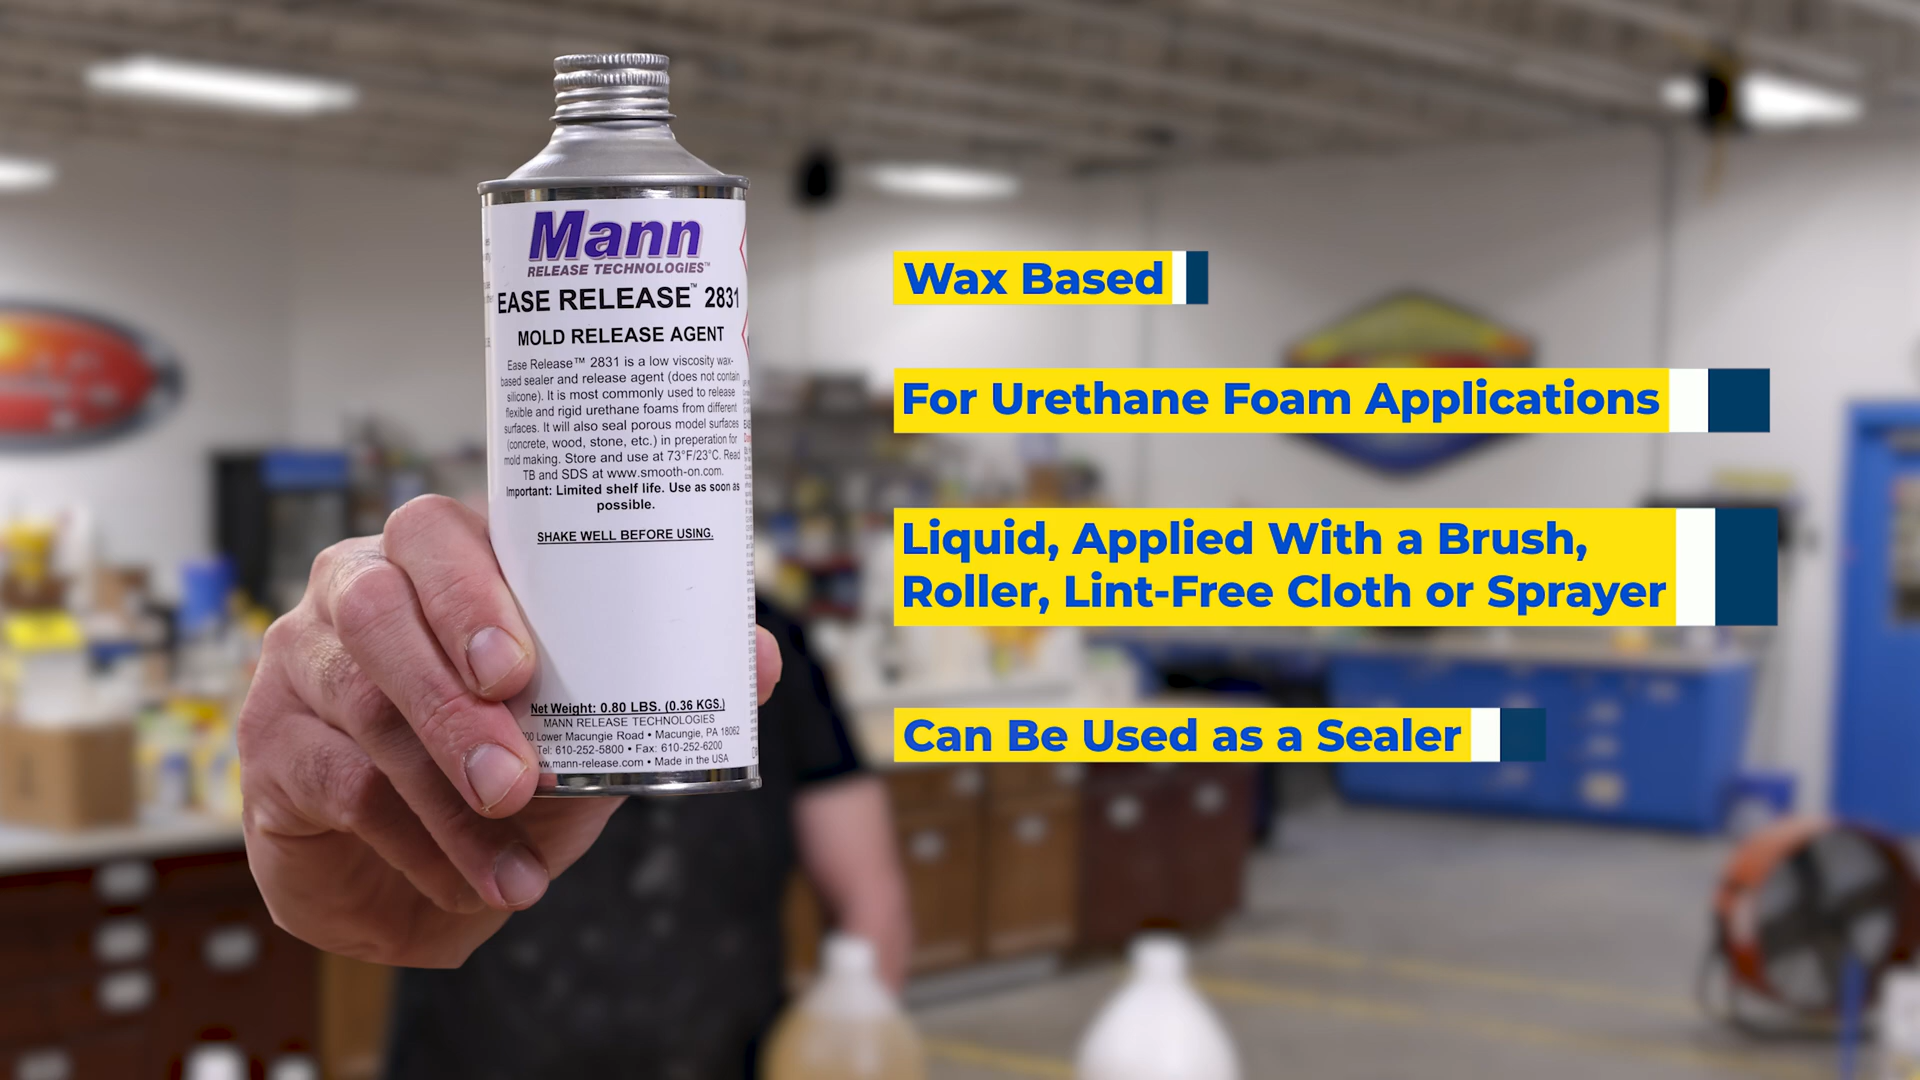 Mann
RELEASE TECHNOLOGIES™
EASE RELEASE™ 2831
MOLD RELEASE AGENT
Ease Release™ 2831 is a low viscosity wax-
based sealer and release agent (does not contain
silicone). It is most commonly used to release
flexible and rigid urethane foams from different
surfaces. It will also seal porous model surfaces
(concrete, wood, stone, etc.) in preparation for
mold making. Store and use at 73°F/23°C. Read
TB and SDS at www.smooth-on.com.
Important: Limited shelf life. Use as soon as
possible.
SHAKE WELL BEFORE USING.
Net Weight: 0.80 LBS. (0.36 KGS.)
MANN RELEASE TECHNOLOGIES
Lower Macungie Road • Macungie, PA 18062
Tel: 610-252-5800 • Fax: 610-252-6200
w.mann-release.com • Made in the USA
Wax Based
For Urethane Foam Applications
Liquid, Applied With a Brush,
Roller, Lint-Free Cloth or Sprayer
Can Be Used as a Sealer